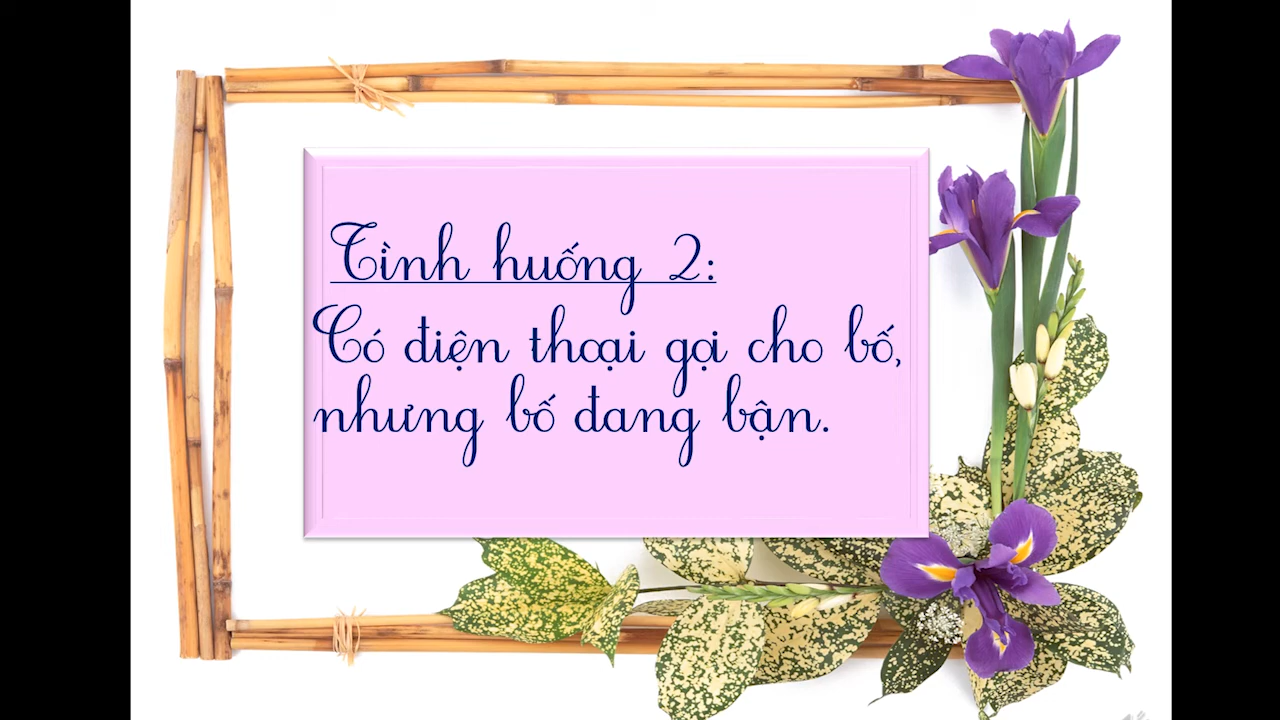 Tình huống 2:
Có điện thoại gọi cho bố,
nhưng bố đang bận.